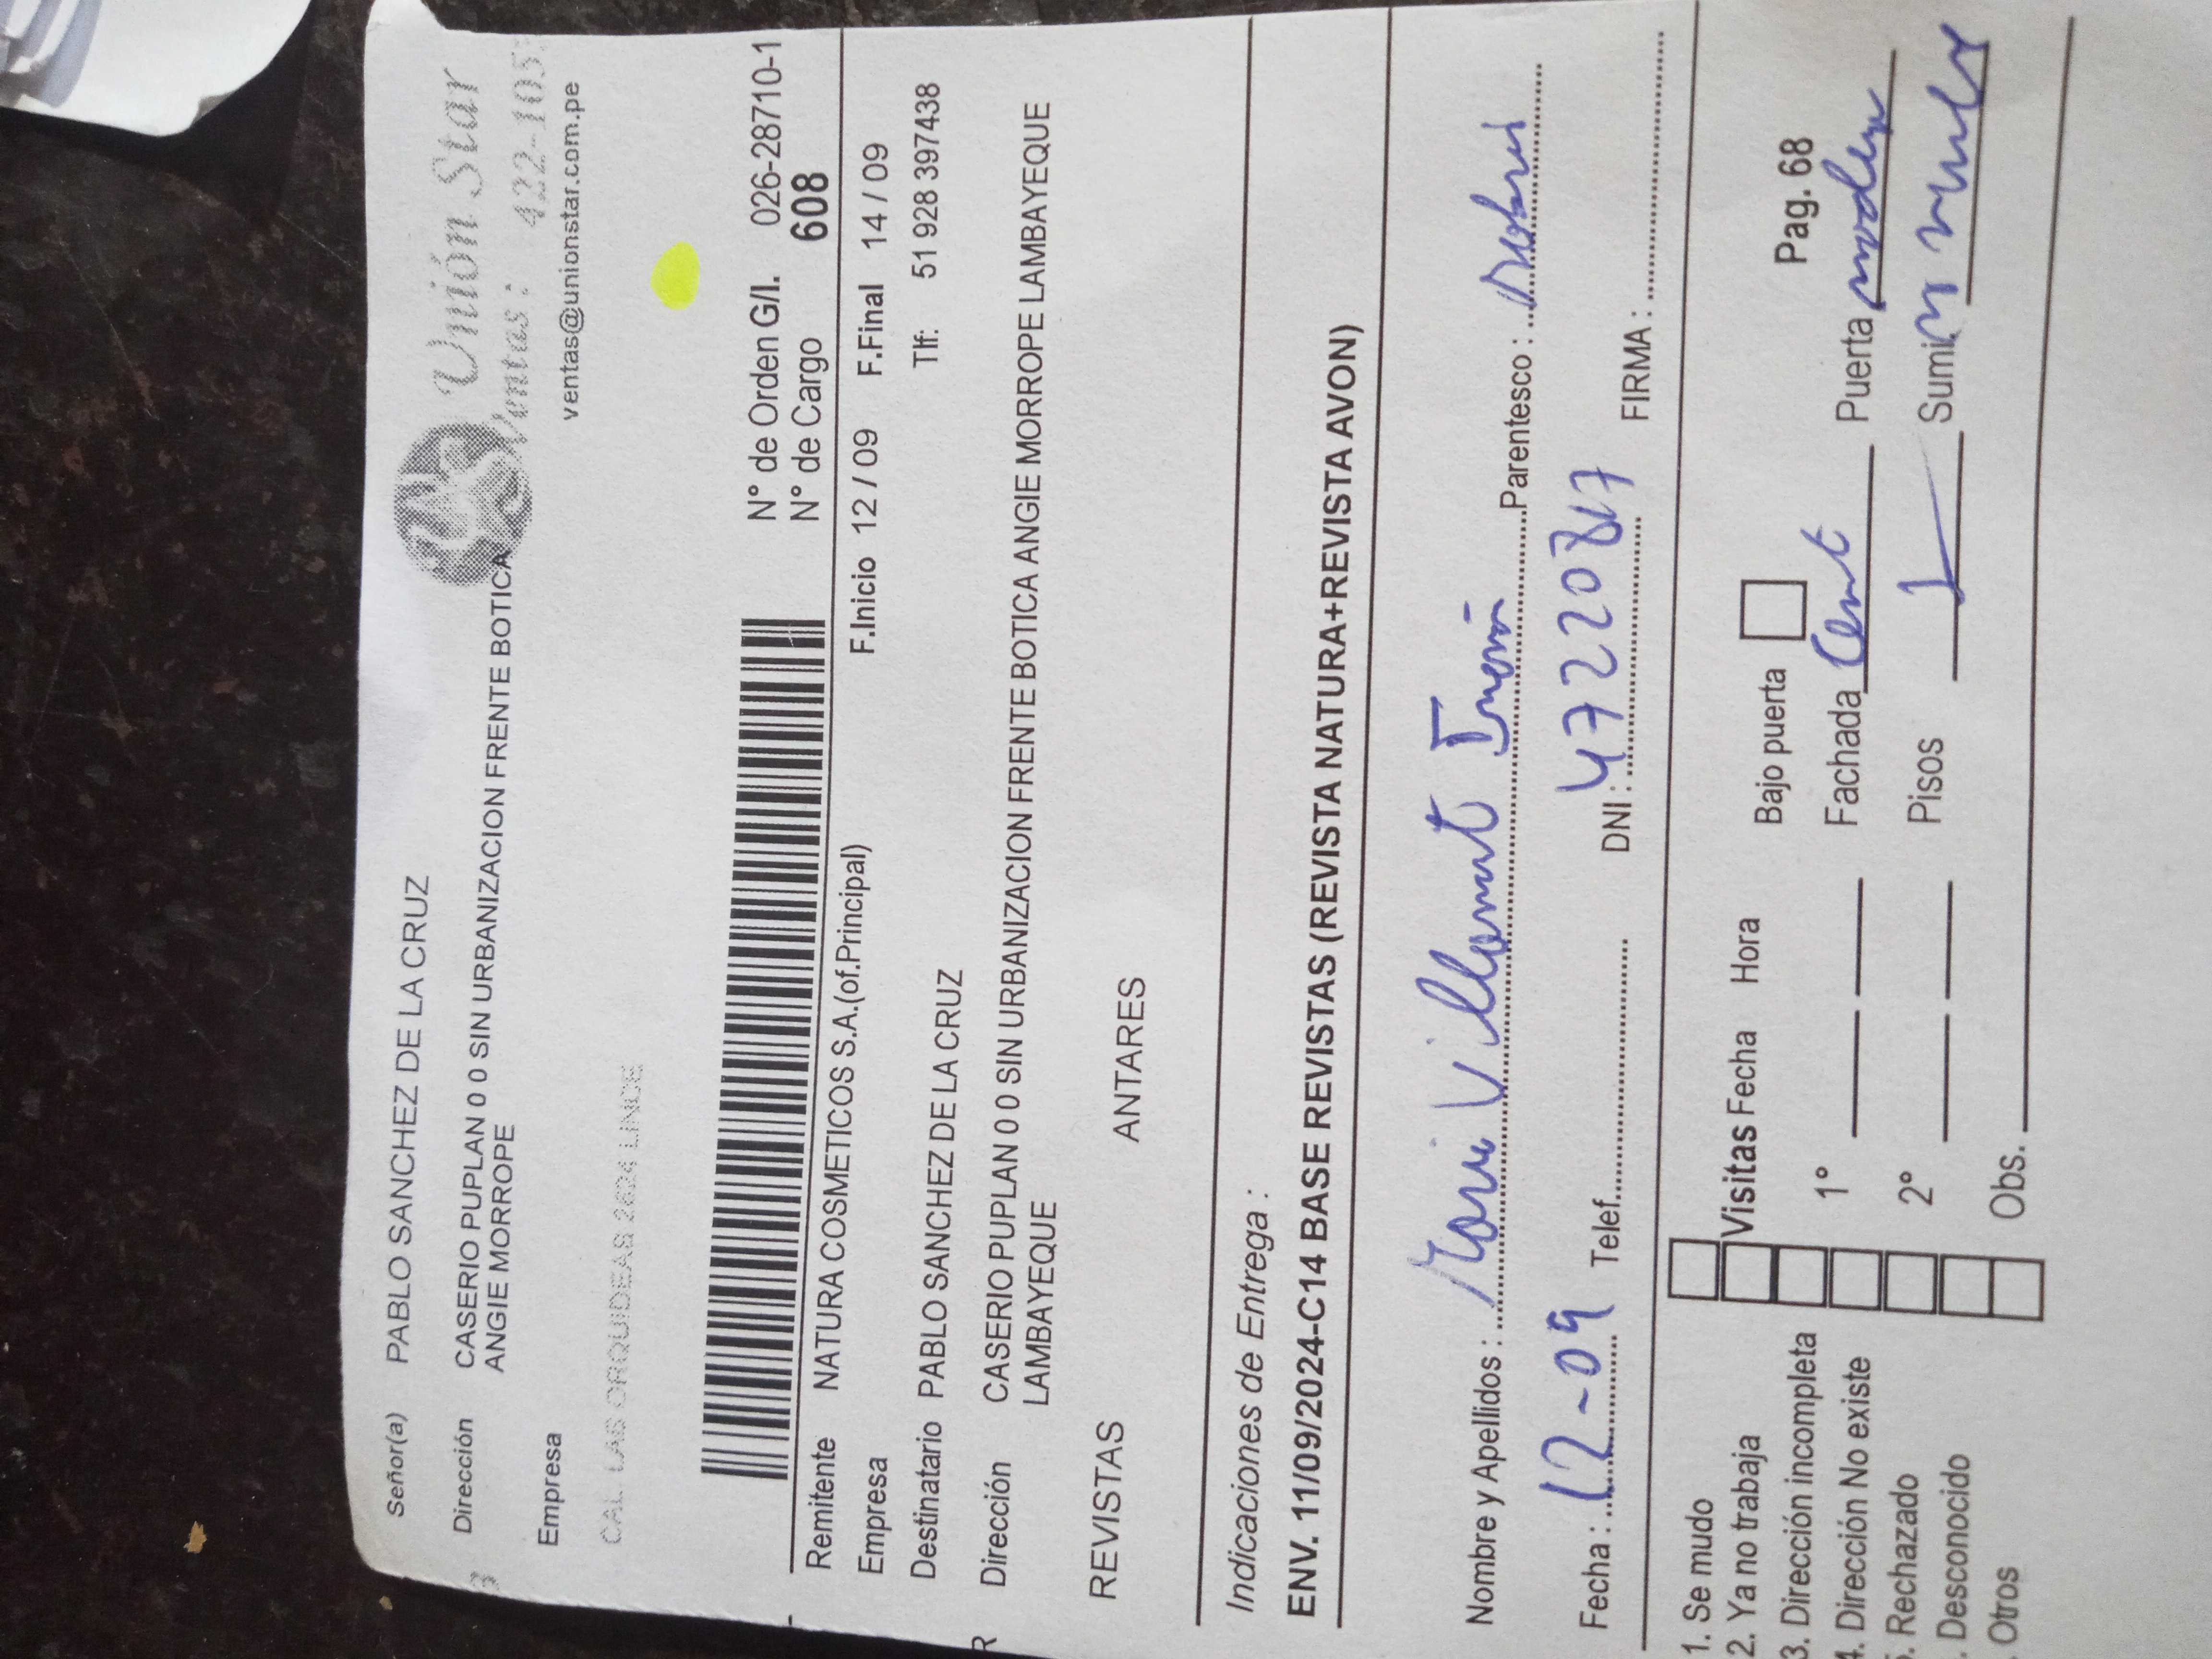 Señor(a) PABLO SANCHEZ DE LA CRUZ
Unión Star
Ventas: 422-105
Dirección CASERIO PUPLAN 0 0 SIN URBANIZACION FRENTE BOTICA
ANGIE MORROPE
ventas@unionstar.com.pe
Empresa
CAL. LAS ORQUIDEAS 2624 LINCE
N° de Orden G/I. 026-28710-1
N° de Cargo 608
Remitente NATURA COSMETICOS S.A.(of.Principal)
F.Inicio 12 / 09 F.Final 14 / 09
Empresa
Destinatario PABLO SANCHEZ DE LA CRUZ Tlf: 51 928 397438
Dirección CASERIO PUPLAN 0 0 SIN URBANIZACION FRENTE BOTICA ANGIE MORROPE LAMBAYEQUE
LAMBAYEQUE
REVISTAS ANTARES
Indicaciones de Entrega :
ENV. 11/09/2024-C14 BASE REVISTAS (REVISTA NATURA+REVISTA AVON)
Nombre y Apellidos : Parentesco :
Fecha : 12-09 Telef. DNI : FIRMA :
1. Se mudo
2. Ya no trabaja
3. Dirección incompleta
4. Dirección No existe
5. Rechazado
. Desconocido
. Otros
Visitas Fecha Hora Bajo puerta Pag. 68
1° Fachada Puerta
2° Pisos 1 Sumi
Obs.